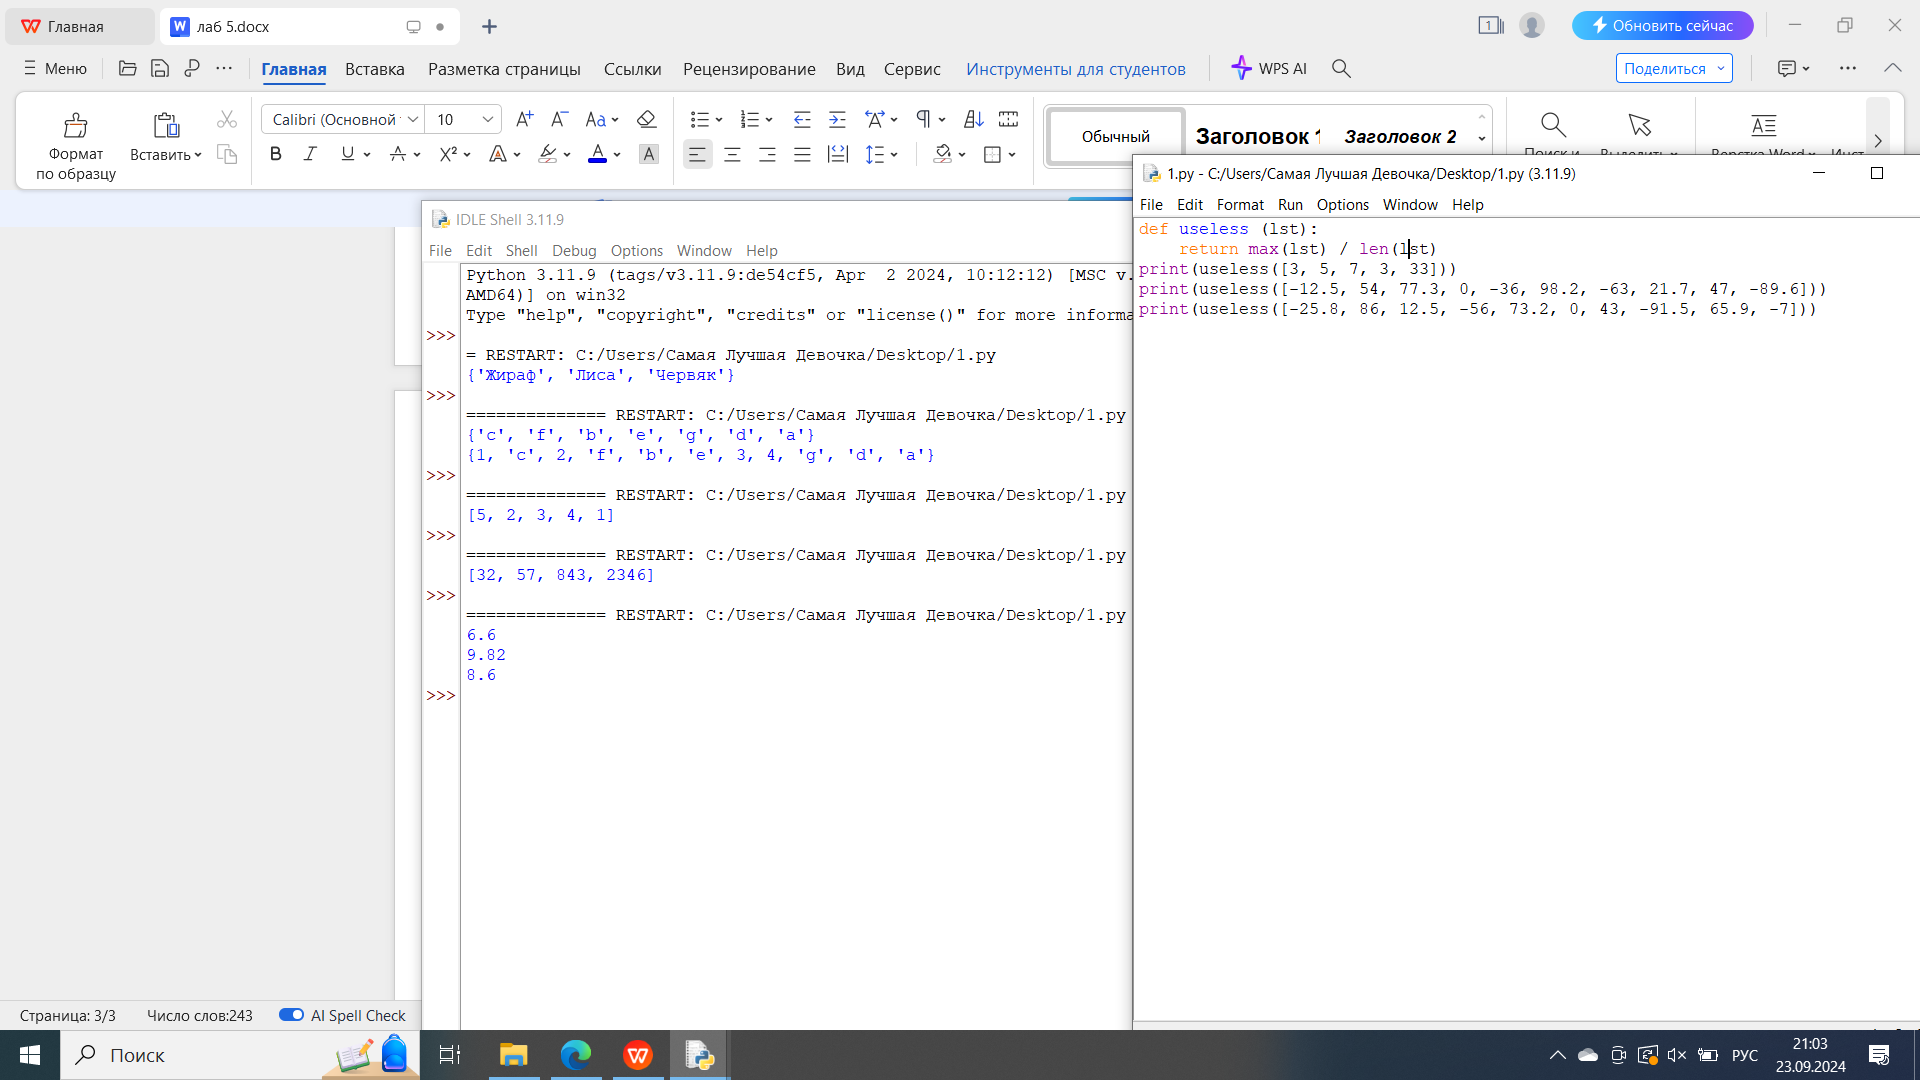 Главная
лаб 5.docx
1
Обновить сейчас
Меню
Главная Вставка Разметка страницы Ссылки Рецензирование Вид Сервис Инструменты для студентов
WPS AI
Поделиться
Формат
по образцу
Вставить
Calibri (Основной
10
Обычный
Заголовок 1
Заголовок 2
IDLE Shell 3.11.9
File Edit Shell Debug Options Window Help
Python 3.11.9 (tags/v3.11.9:de54cf5, Apr  2 2024, 10:12:12) [MSC v.
AMD64)] on win32
Type "help", "copyright", "credits" or "license()" for more informa
>>>
= RESTART: C:/Users/Самая Лучшая Девочка/Desktop/1.py
{'Жираф', 'Лиса', 'Червяк'}
>>>
============== RESTART: C:/Users/Самая Лучшая Девочка/Desktop/1.py
{'c', 'f', 'b', 'e', 'g', 'd', 'a'}
{1, 'c', 2, 'f', 'b', 'e', 3, 4, 'g', 'd', 'a'}
>>>
============== RESTART: C:/Users/Самая Лучшая Девочка/Desktop/1.py
[5, 2, 3, 4, 1]
>>>
============== RESTART: C:/Users/Самая Лучшая Девочка/Desktop/1.py
[32, 57, 843, 2346]
>>>
============== RESTART: C:/Users/Самая Лучшая Девочка/Desktop/1.py
6.6
9.82
8.6
>>>
1.py - C:/Users/Самая Лучшая Девочка/Desktop/1.py (3.11.9)
File Edit Format Run Options Window Help
def useless (lst):
    return max(lst) / len(lst)
print(useless([3, 5, 7, 3, 33]))
print(useless([-12.5, 54, 77.3, 0, -36, 98.2, -63, 21.7, 47, -89.6]))
print(useless([-25.8, 86, 12.5, -56, 73.2, 0, 43, -91.5, 65.9, -7]))
Страница: 3/3 Число слов:243 AI Spell Check
Поиск
РУС
21:03
23.09.2024